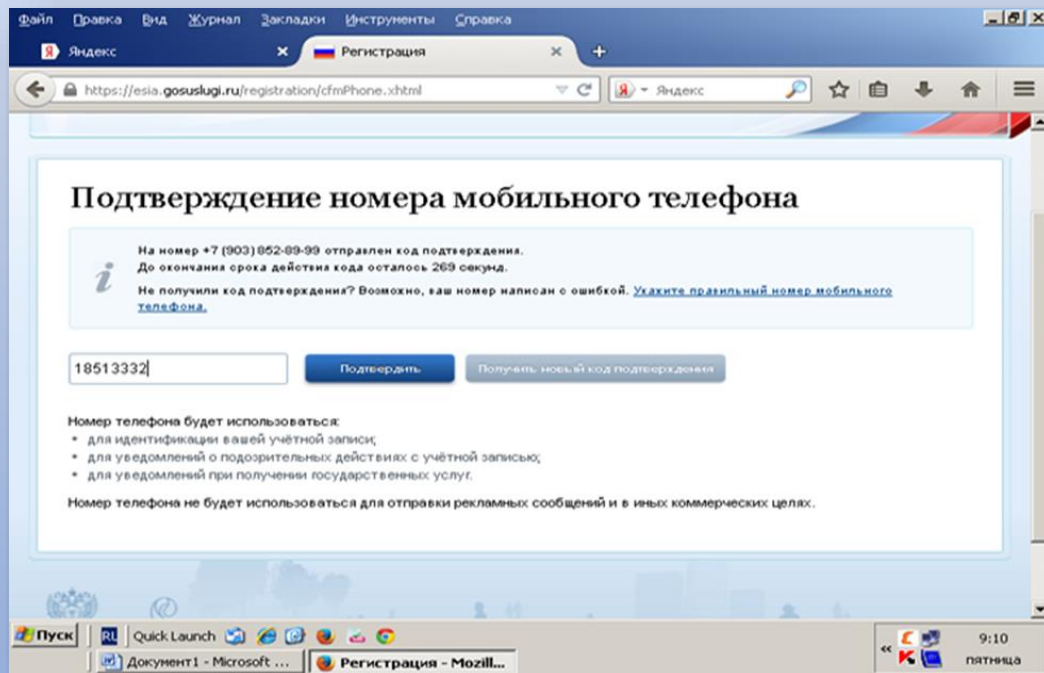 Файл Правка Вид Журнал Закладки Инструменты Справка
Я Яндекс × Регистрация × +
https://esia.gosuslugi.ru/registration/cfmPhone.xhtml Я Яндекс
Подтверждение номера мобильного телефона
На номер +7 (903) 852-89-99 отправлен код подтверждения.
До окончания срока действия кода осталось 269 секунд.
Не получили код подтверждения? Возможно, ваш номер написан с ошибкой. Укажите правильный номер мобильного
телефона.
18513332 Подтвердить Получить новый код подтверждения
Номер телефона будет использоваться:
• для идентификации вашей учётной записи;
• для уведомлений о подозрительных действиях с учётной записью;
• для уведомлений при получении государственных услуг.
Номер телефона не будет использоваться для отправки рекламных сообщений и в иных коммерческих целях.
Пуск RL Quick Launch « 9:10
Документ1 - Microsoft ... Регистрация - Mozill... пятница